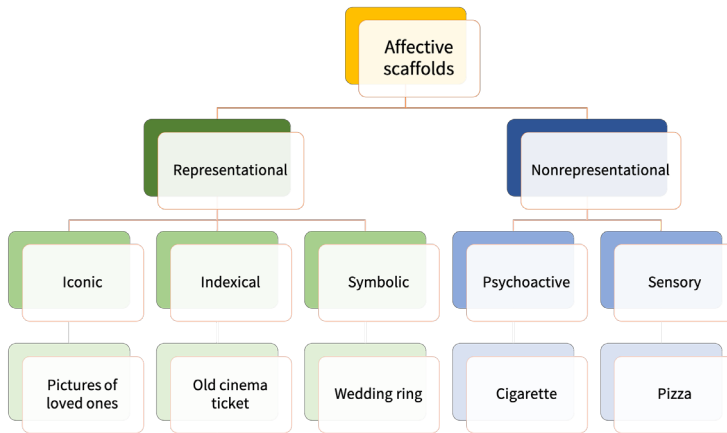 Affective
scaffolds
Representational
Nonrepresentational
Iconic
Indexical
Symbolic
Psychoactive
Sensory
Pictures of
loved ones
Old cinema
ticket
Wedding ring
Cigarette
Pizza